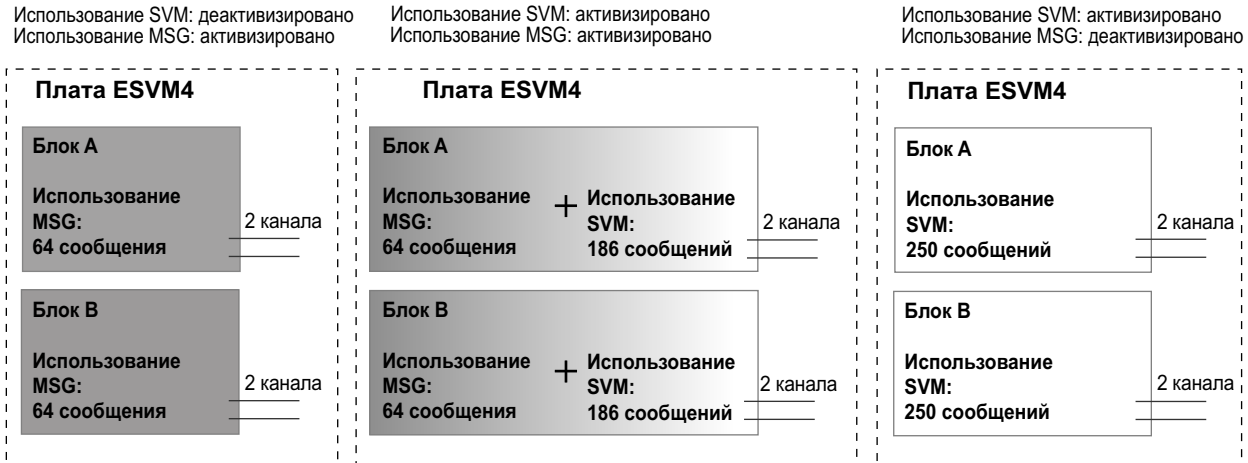 Использование SVM: деактивизировано
Использование MSG: активизировано
Плата ESVM4
Блок A
Использование
MSG:
64 сообщения
2 канала
Блок B
Использование
MSG:
64 сообщения
2 канала
Использование SVM: активизировано
Использование MSG: активизировано
Плата ESVM4
Блок A
Использование
MSG:
64 сообщения
+
Использование
SVM:
186 сообщений
2 канала
Блок B
Использование
MSG:
64 сообщения
+
Использование
SVM:
186 сообщений
2 канала
Использование SVM: активизировано
Использование MSG: деактивизировано
Плата ESVM4
Блок A
Использование
SVM:
250 сообщений
2 канала
Блок B
Использование
SVM:
250 сообщений
2 канала